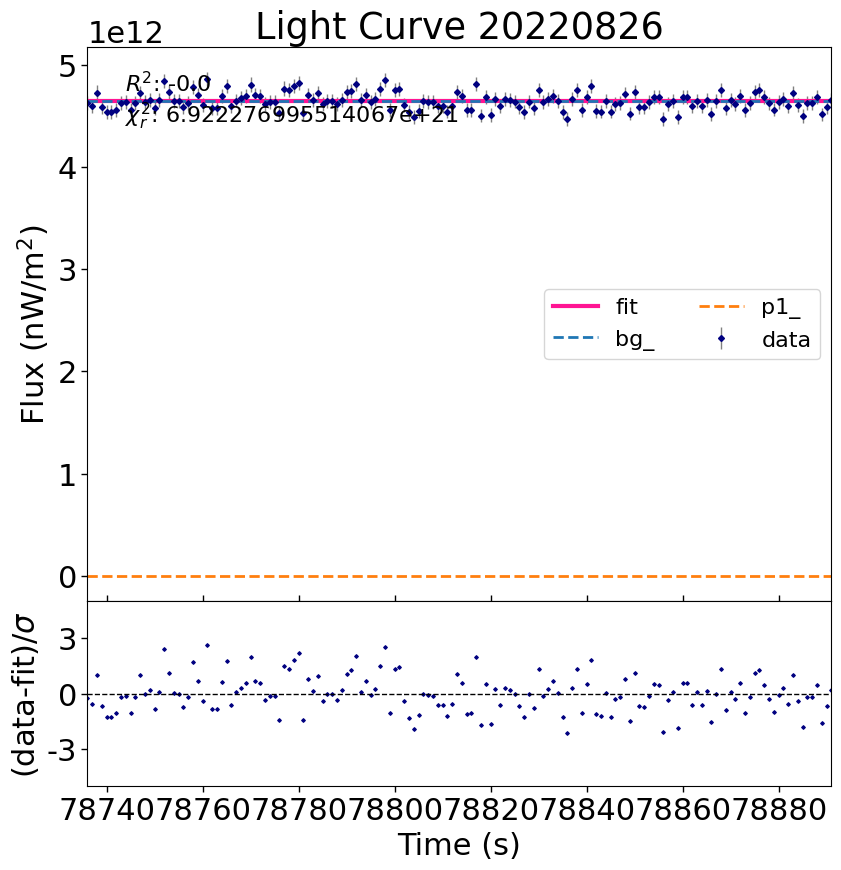 Light Curve 20220826
1e12
R²: -0.0
χᵣ²: 6.922276995514067e+21
5
4
3
2
1
0
Flux (nW/m²)
fit
bg_
p1_
data
3
0
-3
(data-fit)/σ
78740 78760 78780 78800 78820 78840 78860 78880
Time (s)